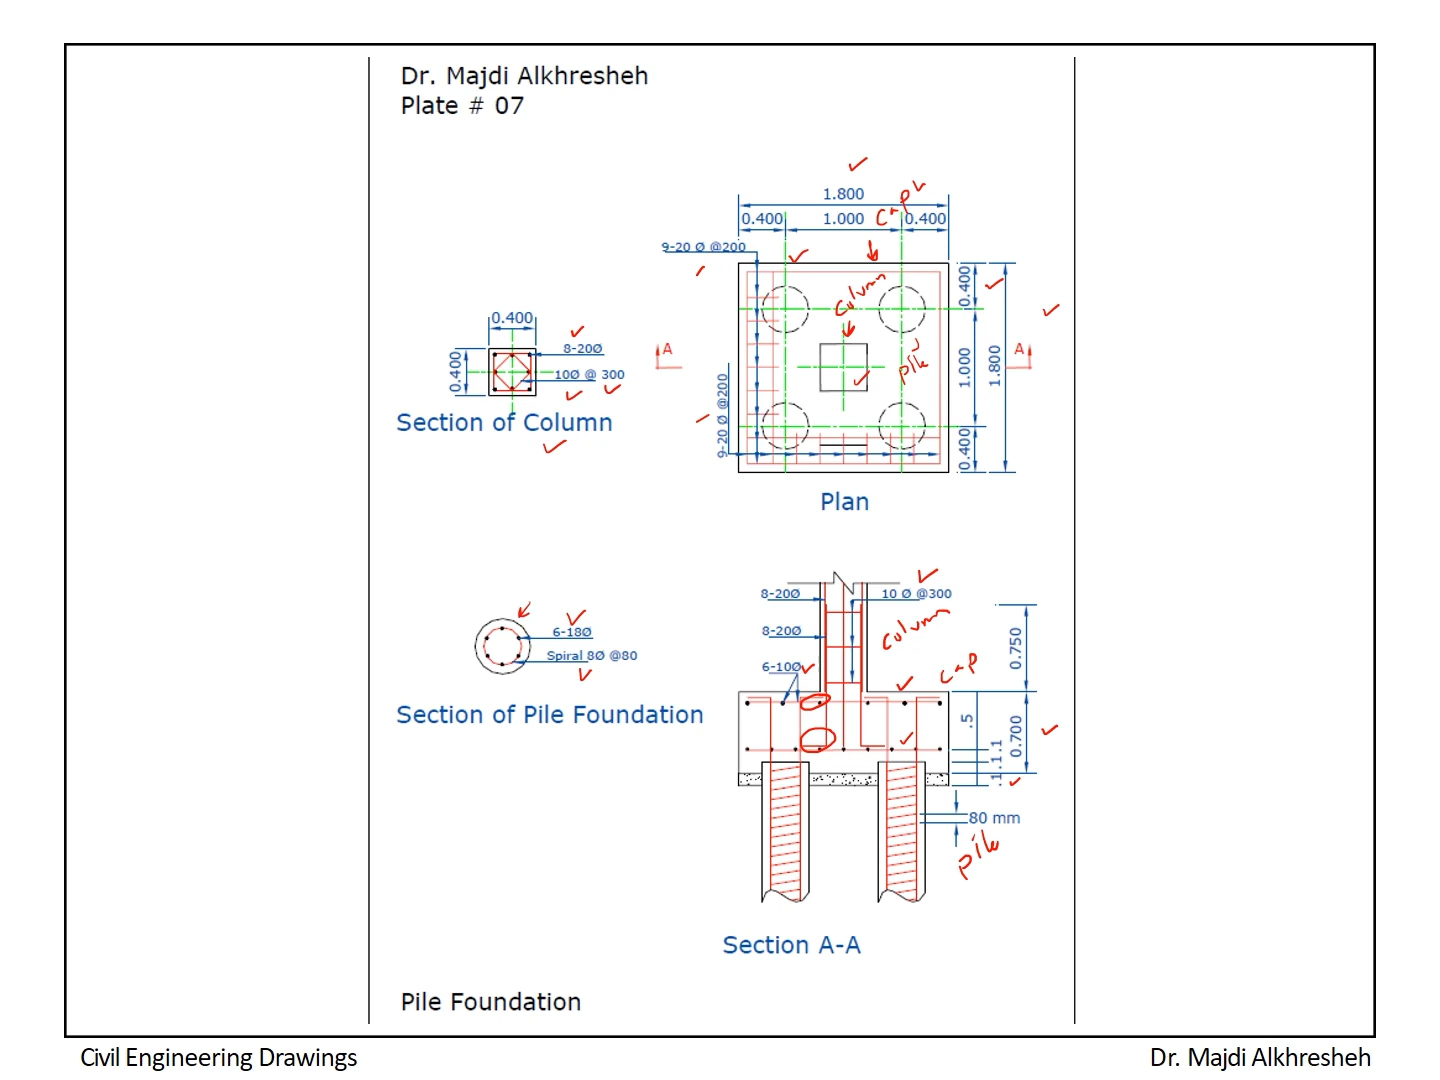 Dr. Majdi Alkhresheh
Plate # 07
1.800
0.400 1.000 0.400
Cap
9-20 Ø @200
Column
Pile
0.400
1.000
0.400
1.800
A
A
9-20 Ø @200
Plan
0.400
0.400
8-20Ø
10Ø @ 300
Section of Column
6-18Ø
Spiral 8Ø @80
Section of Pile Foundation
8-20Ø
10 Ø @300
8-20Ø
Column
6-10Ø
Cap
0.750
.5
0.700
.1
.1
.1
80 mm
Pile
Section A-A
Pile Foundation
Civil Engineering Drawings
Dr. Majdi Alkhresheh